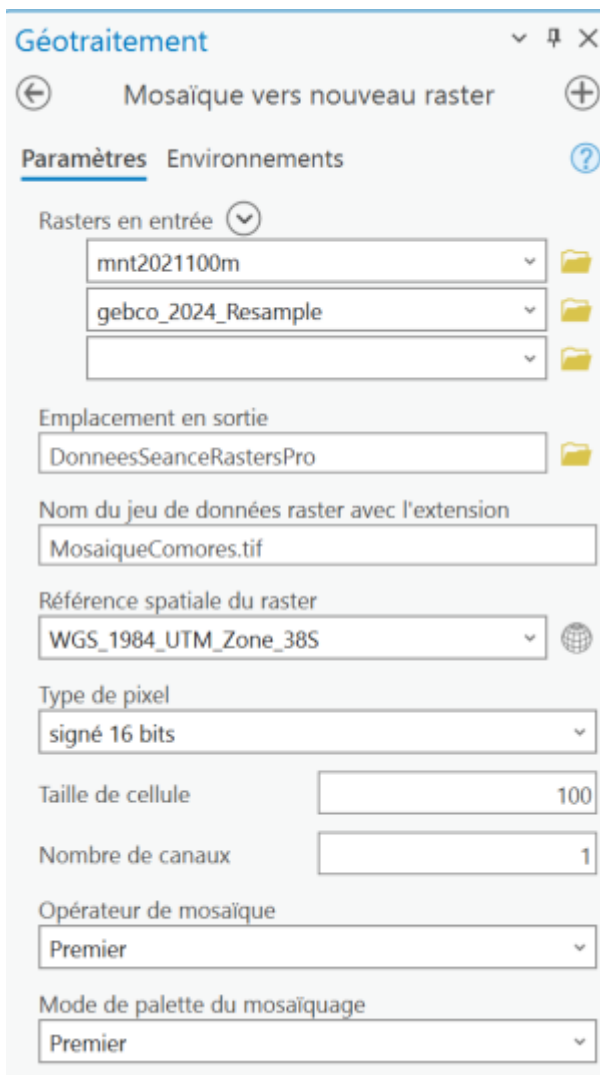 Géotraitement
Mosaïque vers nouveau raster
Paramètres Environnements
?
Rasters en entrée
mnt2021100m
gebco_2024_Resample
Emplacement en sortie
DonneesSeanceRastersPro
Nom du jeu de données raster avec l'extension
MosaiqueComores.tif
Référence spatiale du raster
WGS_1984_UTM_Zone_38S
Type de pixel
signé 16 bits
Taille de cellule 100
Nombre de canaux 1
Opérateur de mosaïque
Premier
Mode de palette du mosaïquage
Premier